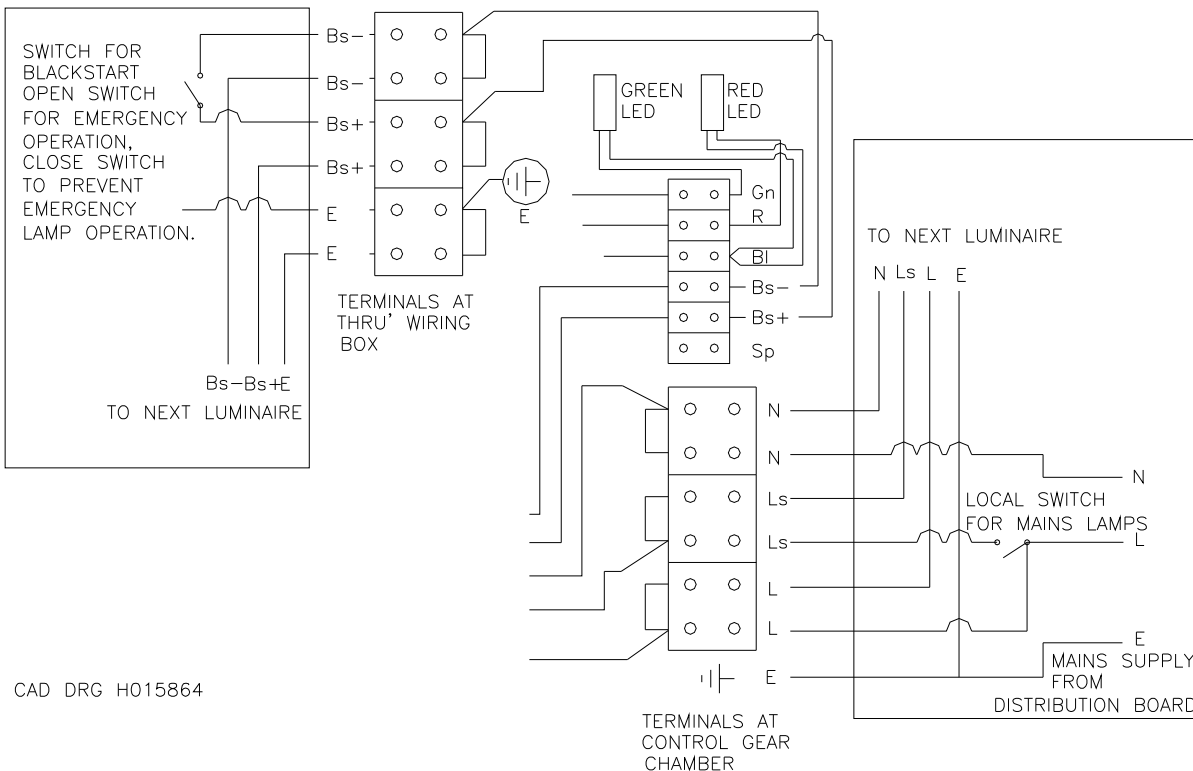 SWITCH FOR
BLACKSTART
OPEN SWITCH
FOR EMERGENCY
OPERATION,
CLOSE SWITCH
TO PREVENT
EMERGENCY
LAMP OPERATION.
Bs-
Bs-
Bs+
Bs+
E
E
E
TERMINALS AT
THRU' WIRING
BOX
Bs-Bs+E
TO NEXT LUMINAIRE
GREEN
LED
RED
LED
Gn
R
Bl
Bs-
Bs+
Sp
TO NEXT LUMINAIRE
N Ls L E
N
N
Ls
Ls
L
L
E
N
LOCAL SWITCH
FOR MAINS LAMPS
L
E
MAINS SUPPLY
FROM
DISTRIBUTION BOARD
TERMINALS AT
CONTROL GEAR
CHAMBER
CAD DRG H015864